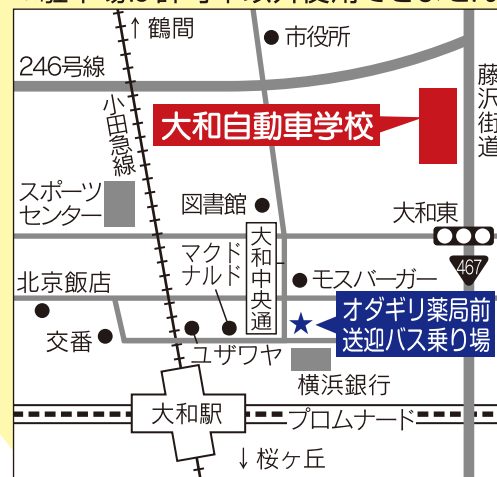 ↑鶴間
市役所
246号線
藤沢街道
小田急線
大和自動車学校
スポーツ
センター
図書館
大和東
大和中央通
マクド
ナルド
467
北京飯店
モスバーガー
オダギリ薬局前
送迎バス乗り場
交番
ユザワヤ
横浜銀行
大和駅
プロムナード
↓桜ヶ丘